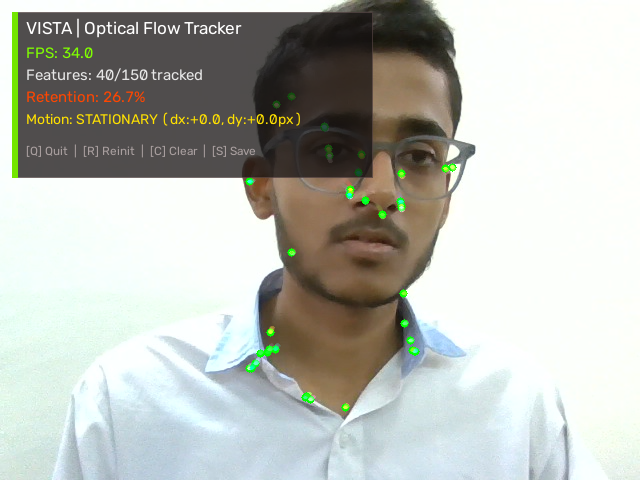 VISTA | Optical Flow Tracker
FPS: 34.0
Features: 40/150 tracked
Retention: 26.7%
Motion: STATIONARY (dx:+0.0, dy:+0.0px)
[Q] Quit | [R] Reinit | [C] Clear | [S] Save